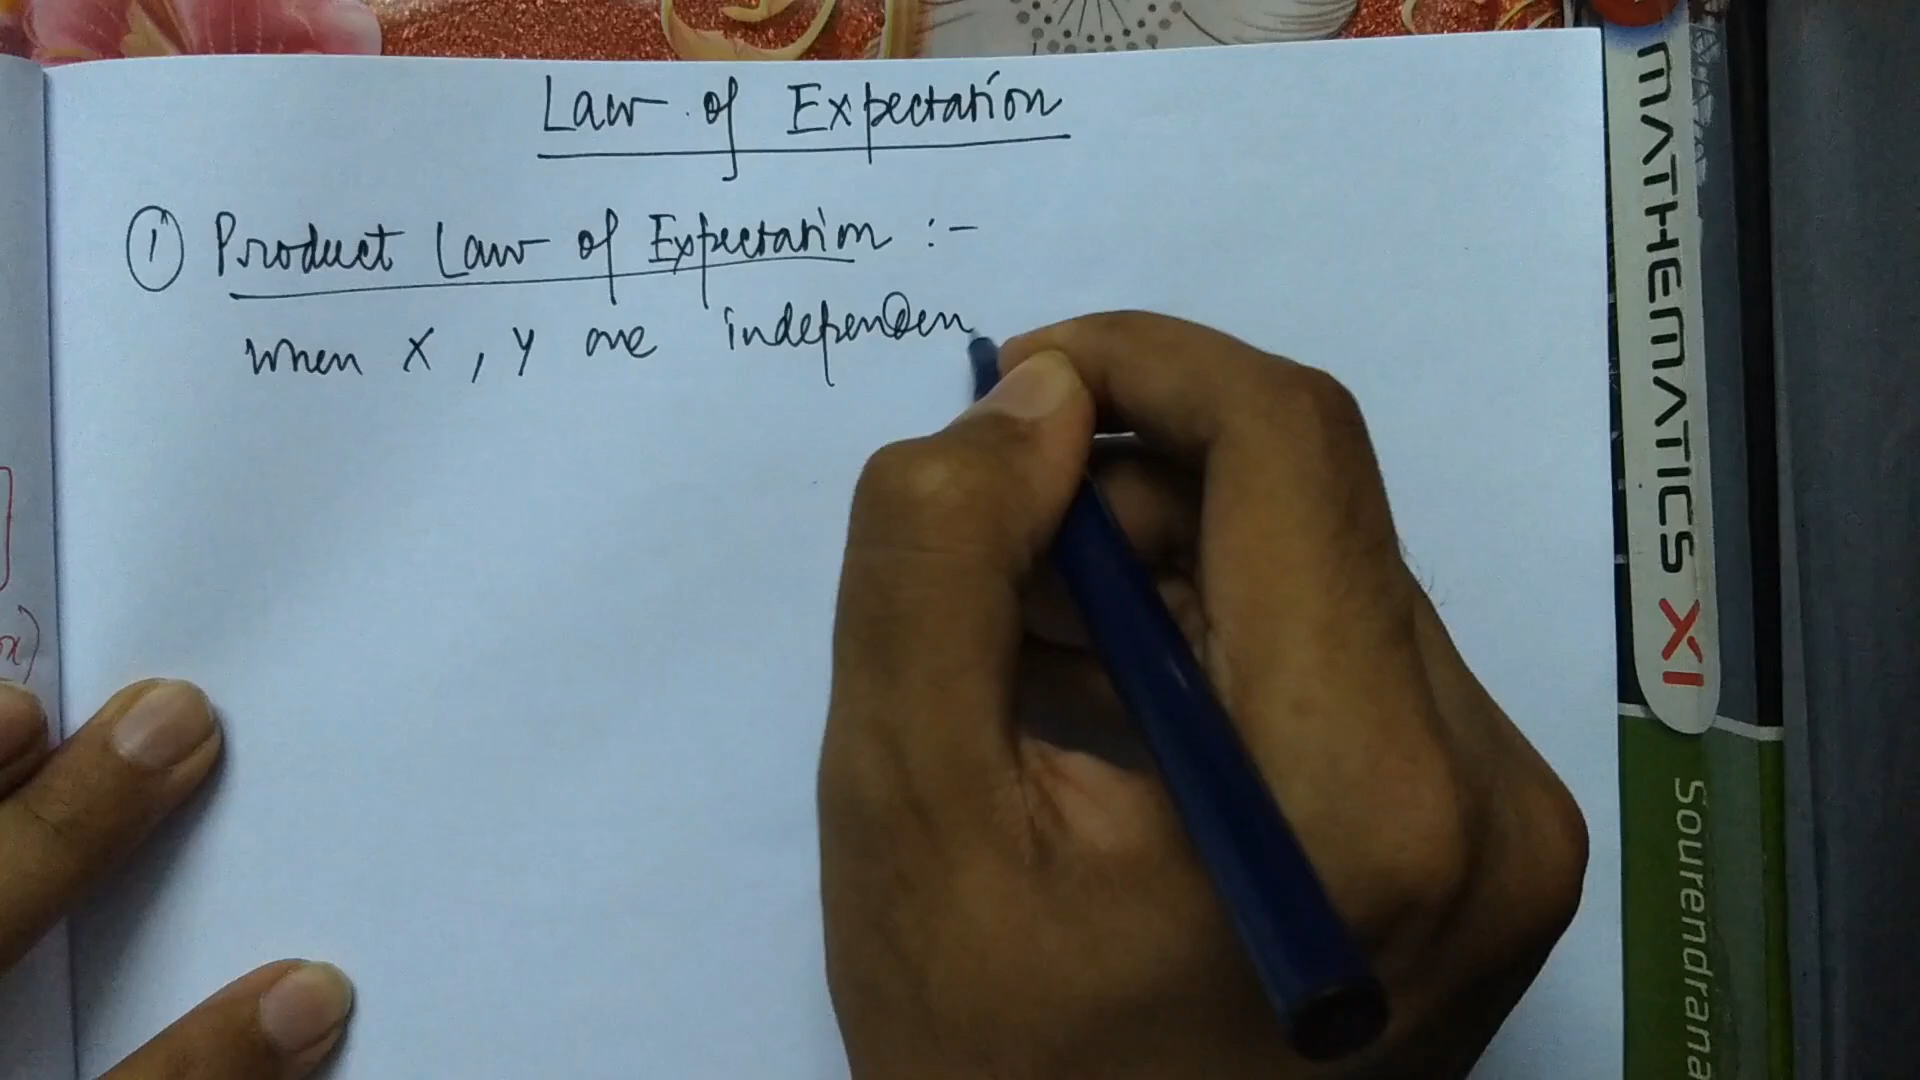 Law of Expectation
① Product Law of Expectation :-
when X , Y are independen
MATHEMATICS XI
Sourendrana
x)